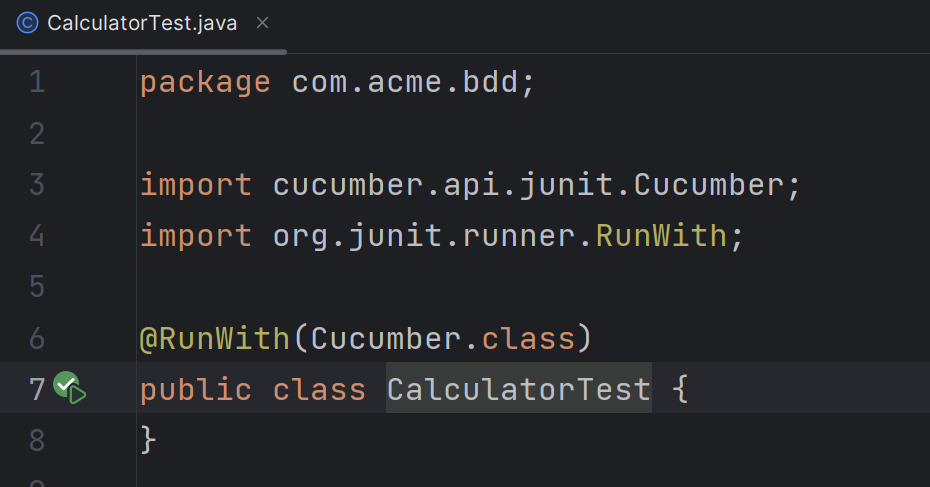 CalculatorTest.java
1 package com.acme.bdd;
2
3 import cucumber.api.junit.Cucumber;
4 import org.junit.runner.RunWith;
5
6 @RunWith(Cucumber.class)
7 public class CalculatorTest {
8 }